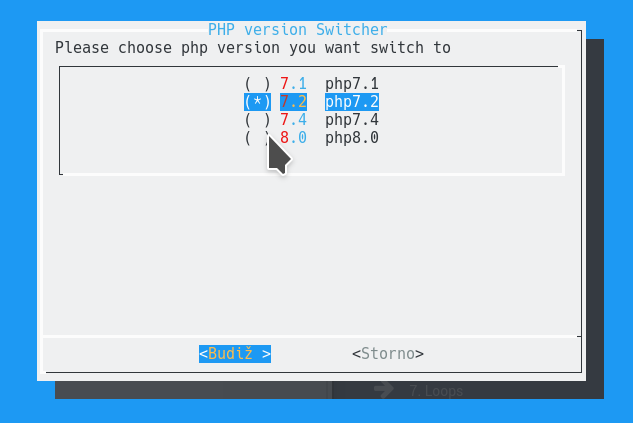 PHP version Switcher
Please choose php version you want switch to
( ) 7.1 php7.1
(*) 7.2 php7.2
( ) 7.4 php7.4
( ) 8.0 php8.0
<Budiž > <Storno>
7. Loops